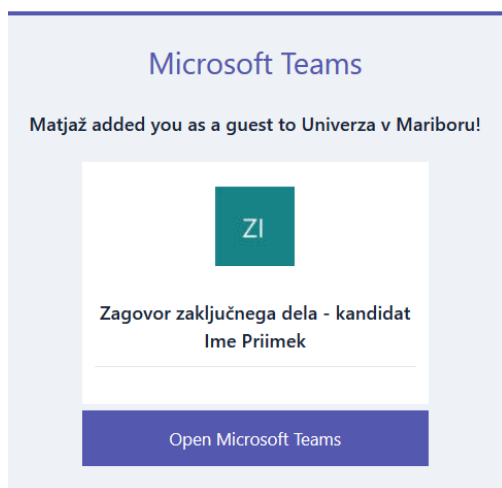 Microsoft Teams
Matjaž added you as a guest to Univerza v Mariboru!
ZI
Zagovor zaključnega dela - kandidat
Ime Priimek
Open Microsoft Teams